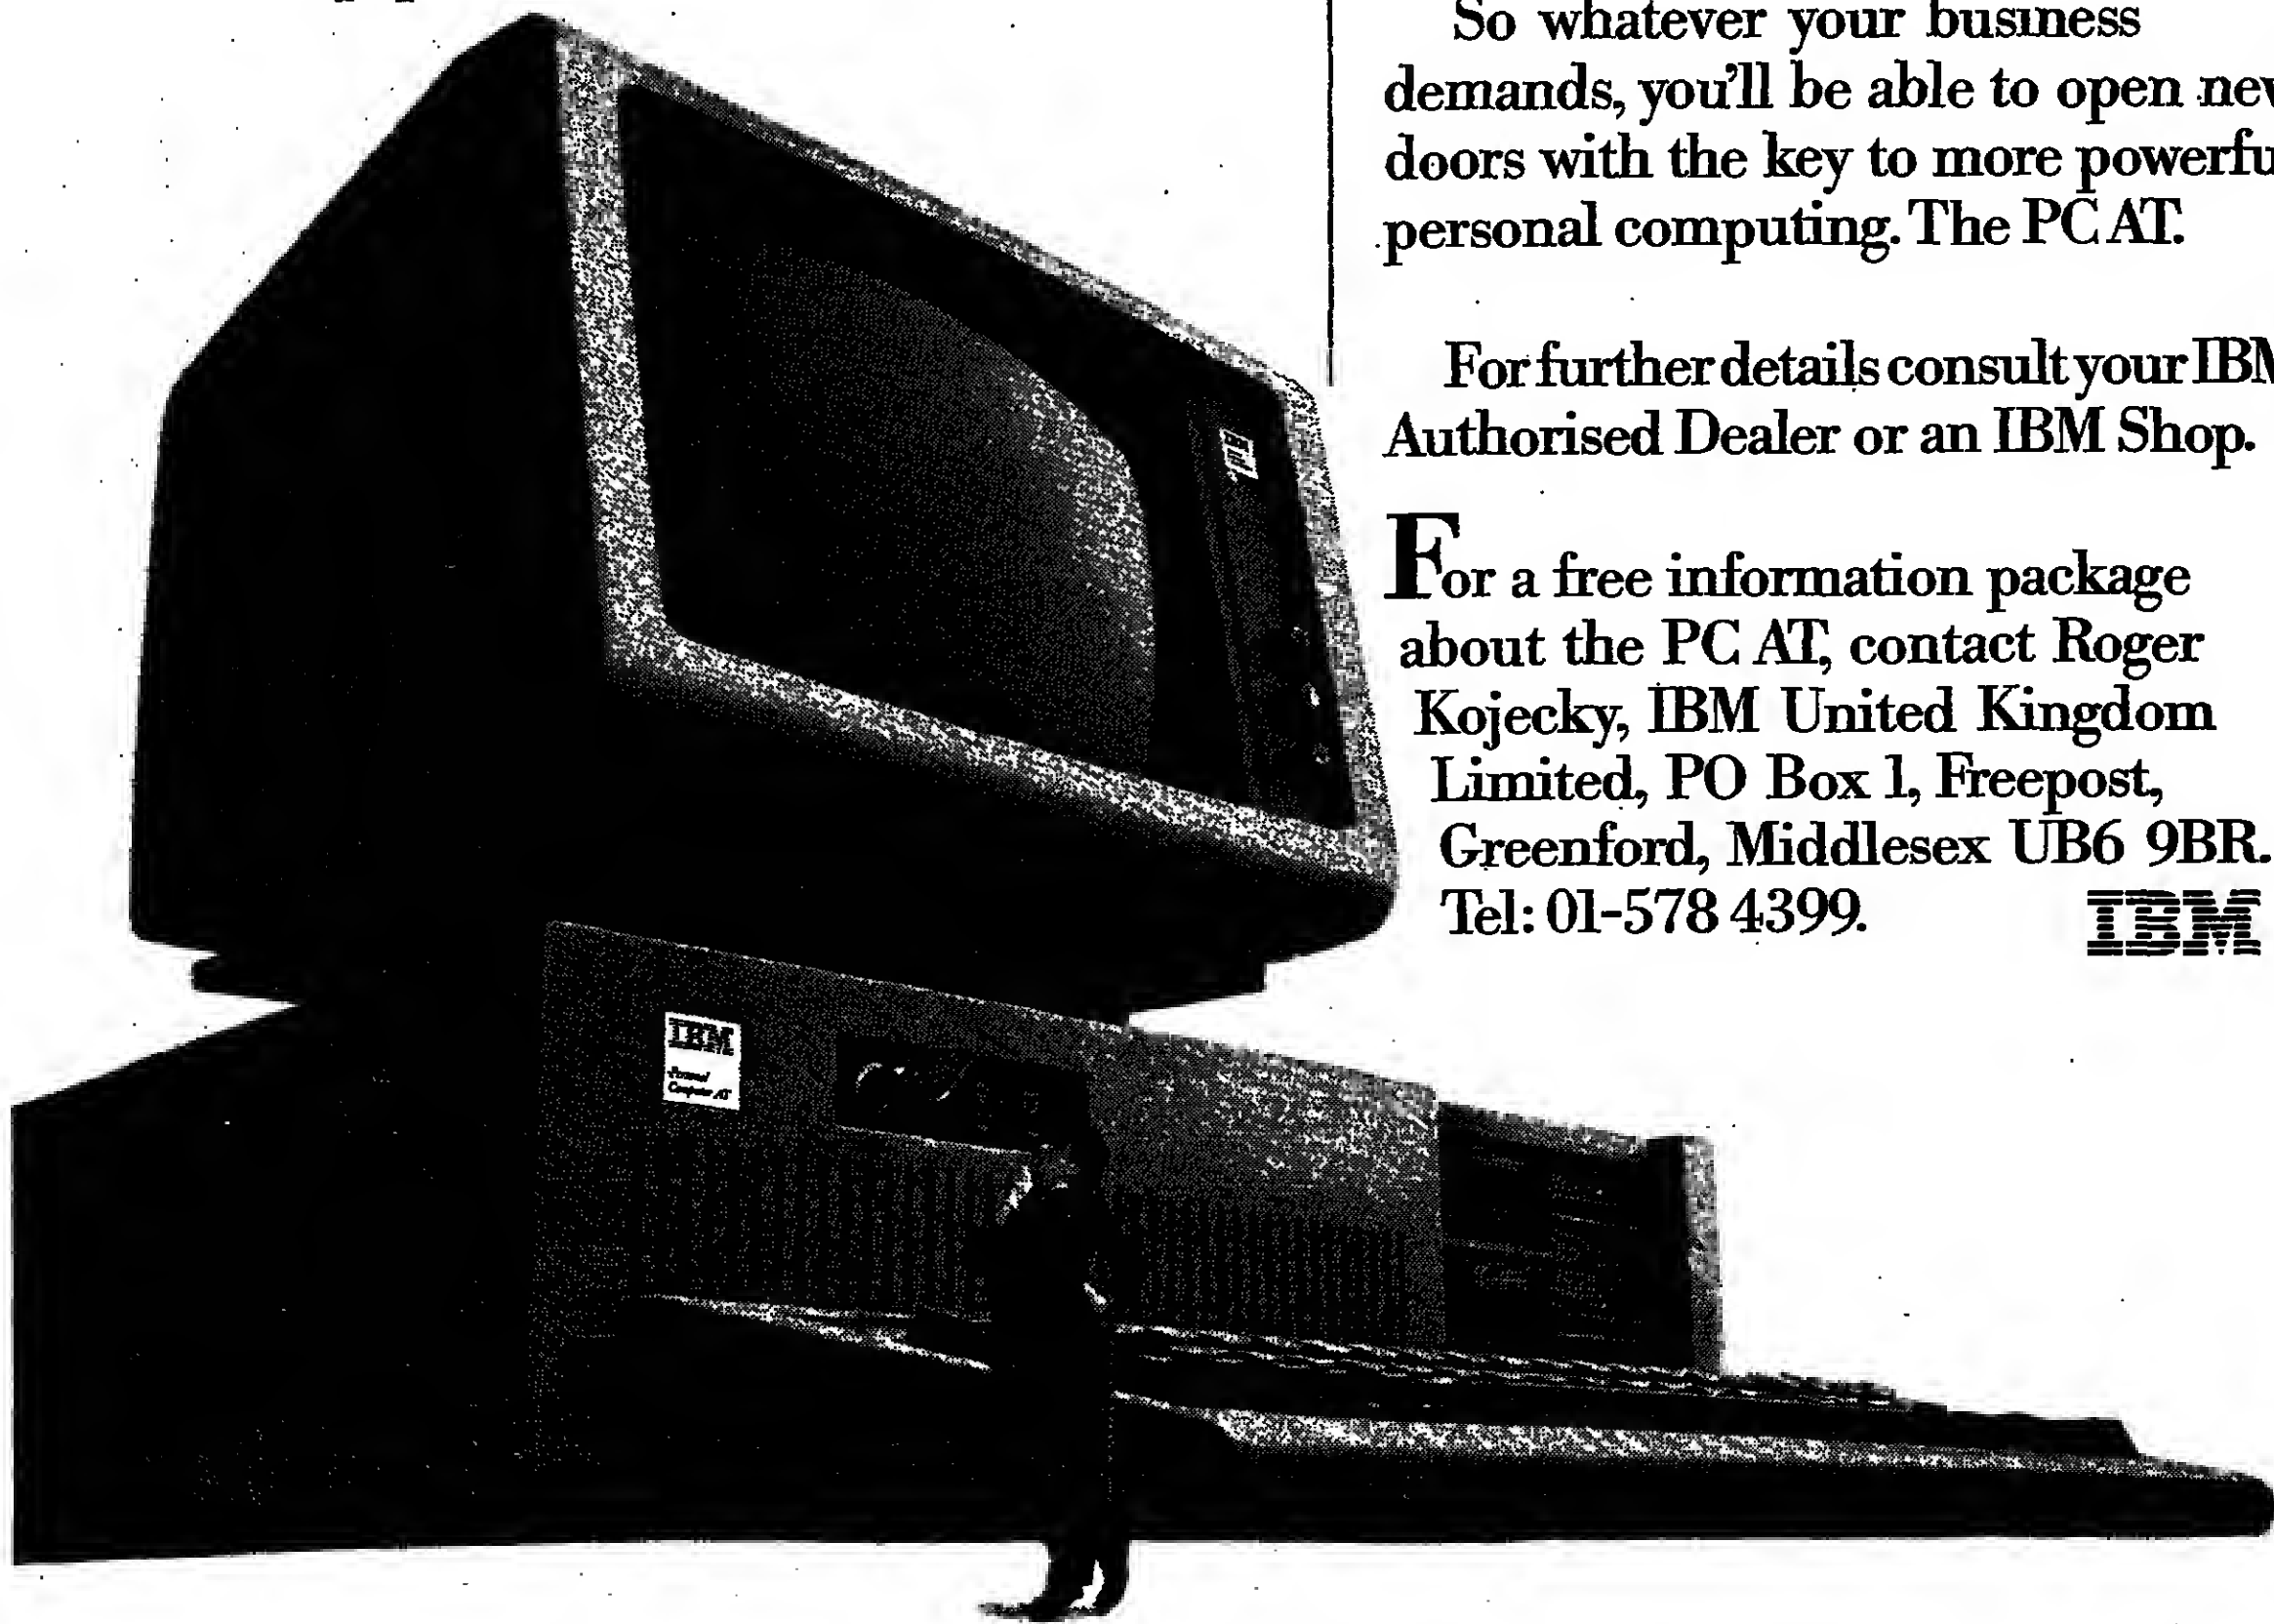 So whatever your business
demands, you'll be able to open
doors with the key to more
personal computing. The PC AT.
For further details consult your
Authorised Dealer or an IBM Shop.
For a free information package
about the PC AT, contact Roger
Kojecky, IBM United Kingdom
Limited, PO Box 1, Freepost,
Greenford, Middlesex UB6 9BR.
Tel: 01-578 4399.
IBM
IBM
IBM
Personal
Computer AT